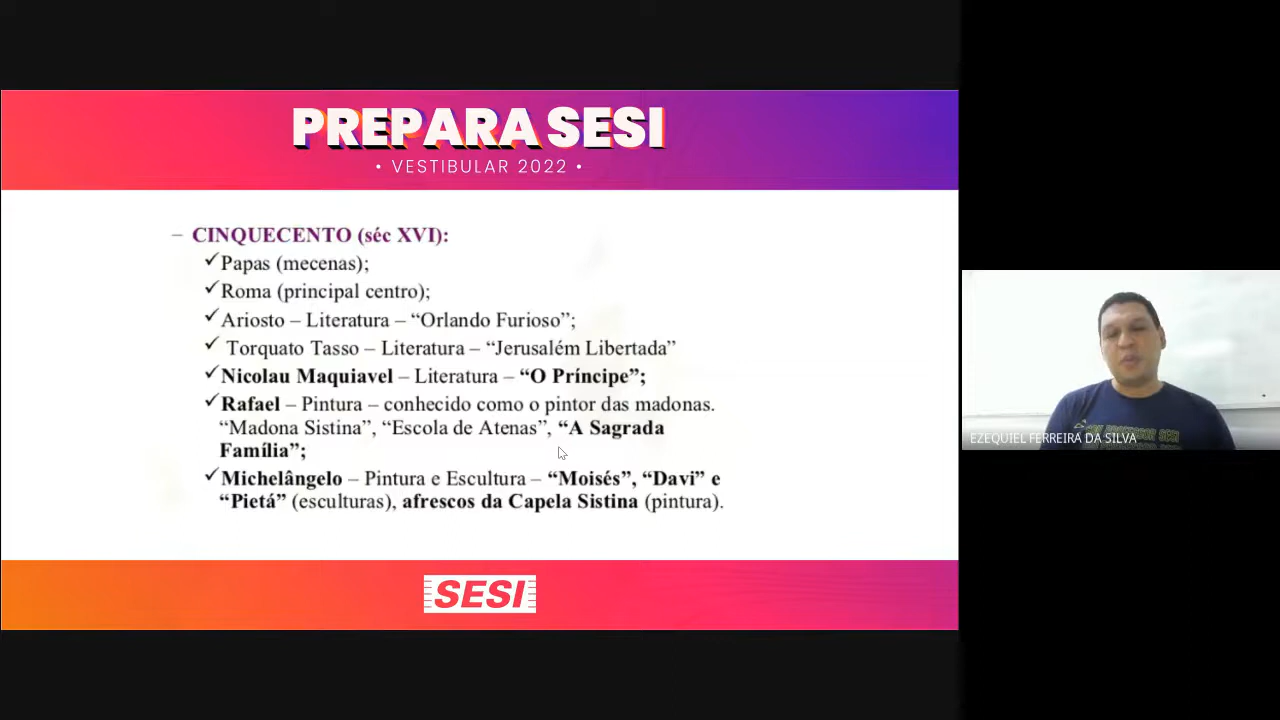 PREPARA SESI
• VESTIBULAR 2022 •
– CINQUECENTO (séc XVI):
✓Papas (mecenas);
✓Roma (principal centro);
✓Ariosto – Literatura – “Orlando Furioso”;
✓ Torquato Tasso – Literatura – “Jerusalém Libertada”
✓Nicolau Maquiavel – Literatura – “O Príncipe”;
✓Rafael – Pintura – conhecido como o pintor das madonas.
“Madona Sistina”, “Escola de Atenas”, “A Sagrada
Família”;
✓Michelângelo – Pintura e Escultura – “Moisés”, “Davi” e
“Pietá” (esculturas), afrescos da Capela Sistina (pintura).
SESI
PROFESSOR SESI
EZEQUIEL FERREIRA DA SILVA